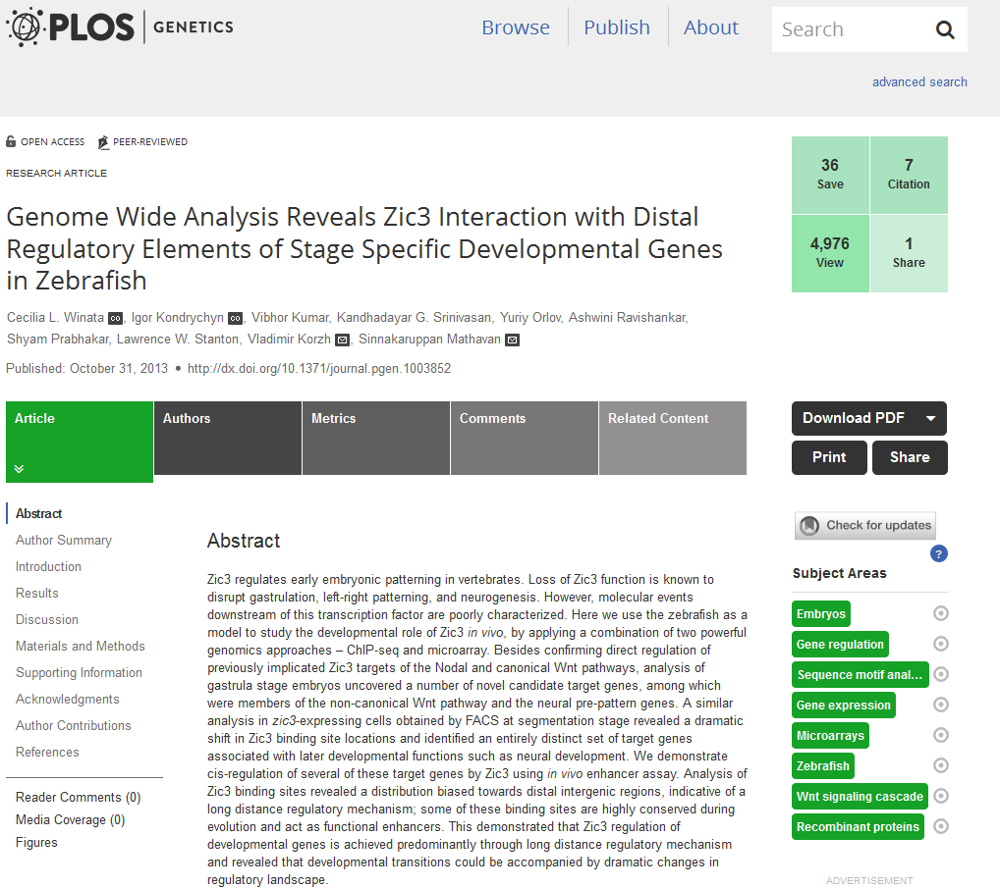 PLOS GENETICS
Browse Publish About
Search
advanced search
OPEN ACCESS PEER-REVIEWED
RESEARCH ARTICLE
Genome Wide Analysis Reveals Zic3 Interaction with Distal
Regulatory Elements of Stage Specific Developmental Genes
in Zebrafish
Cecilia L. Winata co, Igor Kondrychyn co, Vibhor Kumar, Kandhadayar G. Srinivasan, Yuriy Orlov, Ashwini Ravishankar,
Shyam Prabhakar, Lawrence W. Stanton, Vladimir Korzh, Sinnakaruppan Mathavan
Published: October 31, 2013 • http://dx.doi.org/10.1371/journal.pgen.1003852
36
Save
7
Citation
4,976
View
1
Share
Article
Authors
Metrics
Comments
Related Content
Download PDF
Print
Share
Abstract
Author Summary
Introduction
Results
Discussion
Materials and Methods
Supporting Information
Acknowledgments
Author Contributions
References
Reader Comments (0)
Media Coverage (0)
Figures
Abstract
Zic3 regulates early embryonic patterning in vertebrates. Loss of Zic3 function is known to
disrupt gastrulation, left-right patterning, and neurogenesis. However, molecular events
downstream of this transcription factor are poorly characterized. Here we use the zebrafish as a
model to study the developmental role of Zic3 in vivo, by applying a combination of two powerful
genomics approaches – ChIP-seq and microarray. Besides confirming direct regulation of
previously implicated Zic3 targets of the Nodal and canonical Wnt pathways, analysis of
gastrula stage embryos uncovered a number of novel candidate target genes, among which
were members of the non-canonical Wnt pathway and the neural pre-pattern genes. A similar
analysis in zic3-expressing cells obtained by FACS at segmentation stage revealed a dramatic
shift in Zic3 binding site locations and identified an entirely distinct set of target genes
associated with later developmental functions such as neural development. We demonstrate
cis-regulation of several of these target genes by Zic3 using in vivo enhancer assay. Analysis of
Zic3 binding sites revealed a distribution biased towards distal intergenic regions, indicative of a
long distance regulatory mechanism; some of these binding sites are highly conserved during
evolution and act as functional enhancers. This demonstrated that Zic3 regulation of
developmental genes is achieved predominantly through long distance regulatory mechanism
and revealed that developmental transitions could be accompanied by dramatic changes in
regulatory landscape.
Check for updates
?
Subject Areas
Embryos
Gene regulation
Sequence motif anal...
Gene expression
Microarrays
Zebrafish
Wnt signaling cascade
Recombinant proteins
ADVERTISEMENT